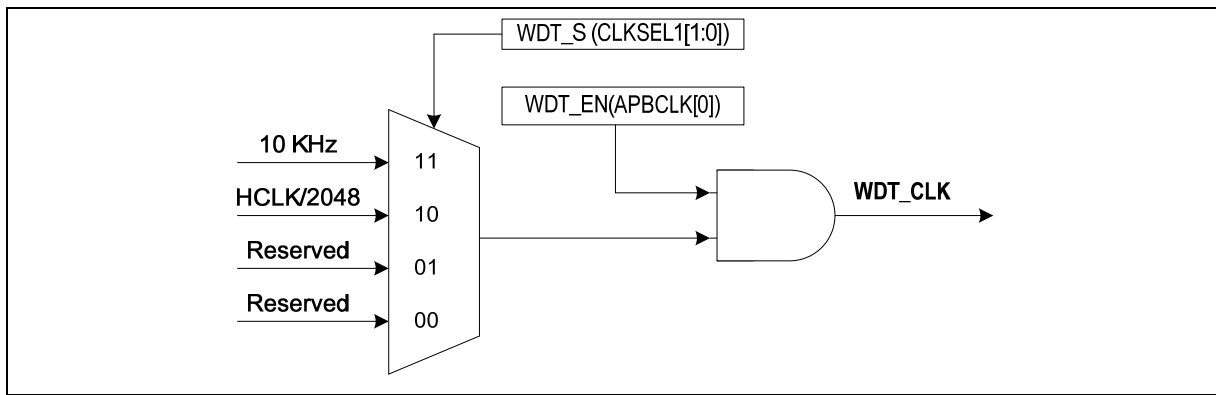 WDT_S (CLKSEL1[1:0])
WDT_EN(APBCLK[0])
10 KHz
11
HCLK/2048
10
Reserved
01
Reserved
00
WDT_CLK